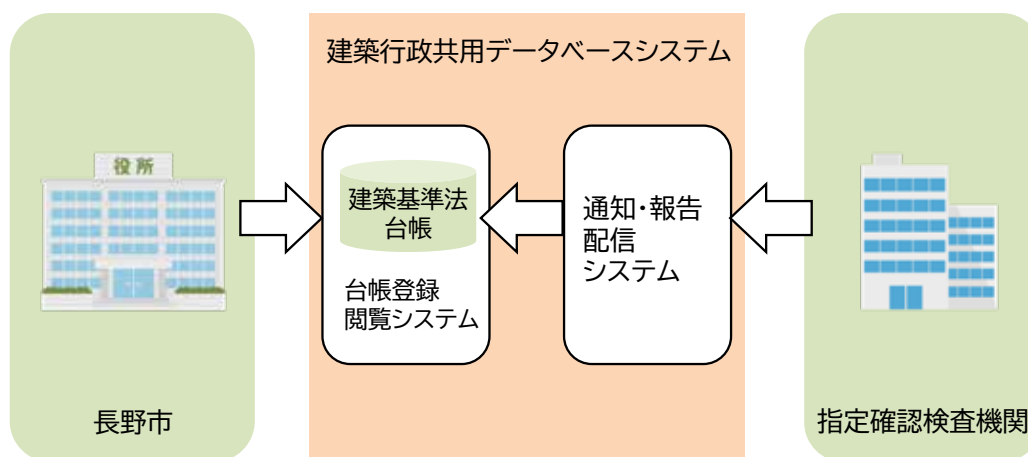 建築行政共用データベースシステム
役所
建築基準法
台帳
台帳登録
閲覧システム
通知・報告
配信
システム
長野市
指定確認検査機関